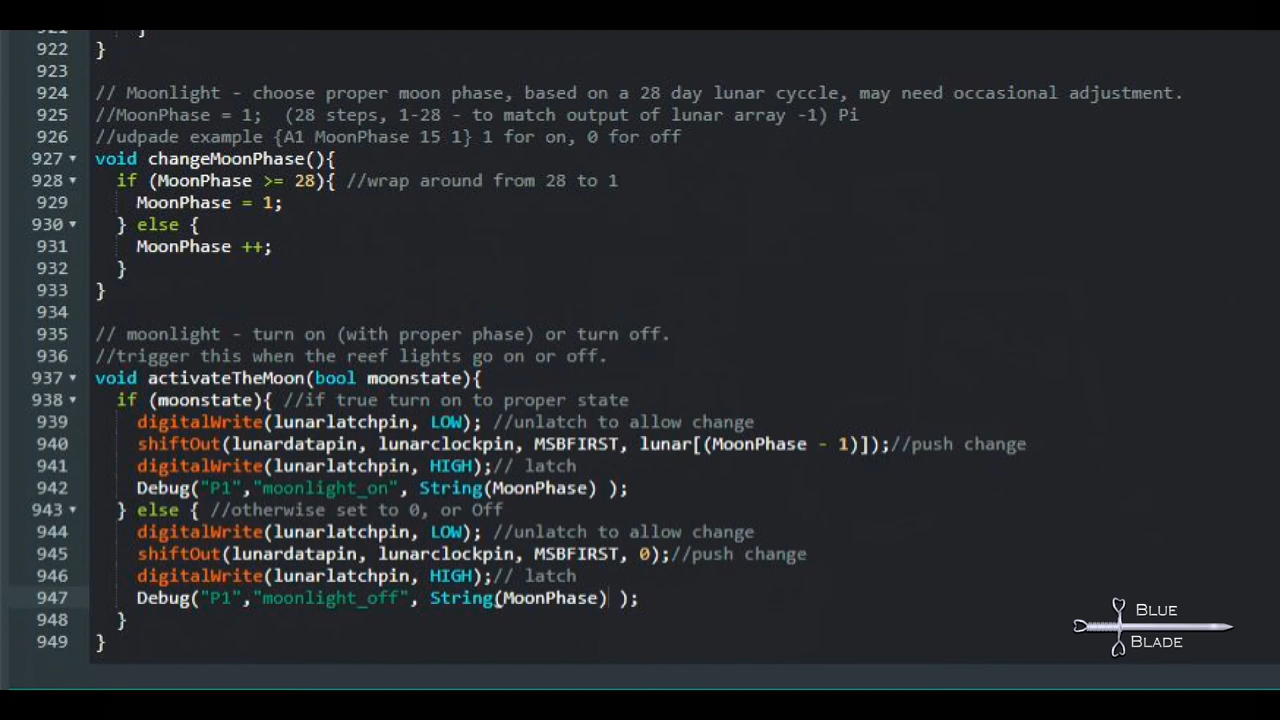 921 }
922 }
923
924 // Moonlight - choose proper moon phase, based on a 28 day lunar cyccle, may need occasional adjustment.
925 //MoonPhase = 1;  (28 steps, 1-28 - to match output of lunar array -1) Pi
926 //udpade example {A1 MoonPhase 15 1} 1 for on, 0 for off
927 void changeMoonPhase(){
928   if (MoonPhase >= 28){ //wrap around from 28 to 1
929     MoonPhase = 1;
930   } else {
931     MoonPhase ++;
932   }
933 }
934
935 // moonlight - turn on (with proper phase) or turn off.
936 //trigger this when the reef lights go on or off.
937 void activateTheMoon(bool moonstate){
938   if (moonstate){ //if true turn on to proper state
939     digitalWrite(lunarlatchpin, LOW); //unlatch to allow change
940     shiftOut(lunardatapin, lunarclockpin, MSBFIRST, lunar[(MoonPhase - 1)]);//push change
941     digitalWrite(lunarlatchpin, HIGH);// latch
942     Debug("P1","moonlight_on", String(MoonPhase) );
943   } else { //otherwise set to 0, or Off
944     digitalWrite(lunarlatchpin, LOW); //unlatch to allow change
945     shiftOut(lunardatapin, lunarclockpin, MSBFIRST, 0);//push change
946     digitalWrite(lunarlatchpin, HIGH);// latch
947     Debug("P1","moonlight_off", String(MoonPhase) );
948   }
949 }
BLUE
BLADE